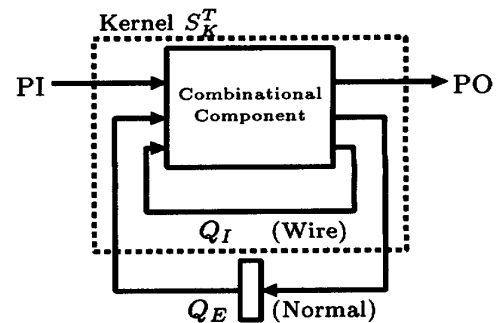 Kernel S_K^T
PI
Combinational
Component
PO
Q_I (Wire)
Q_E (Normal)